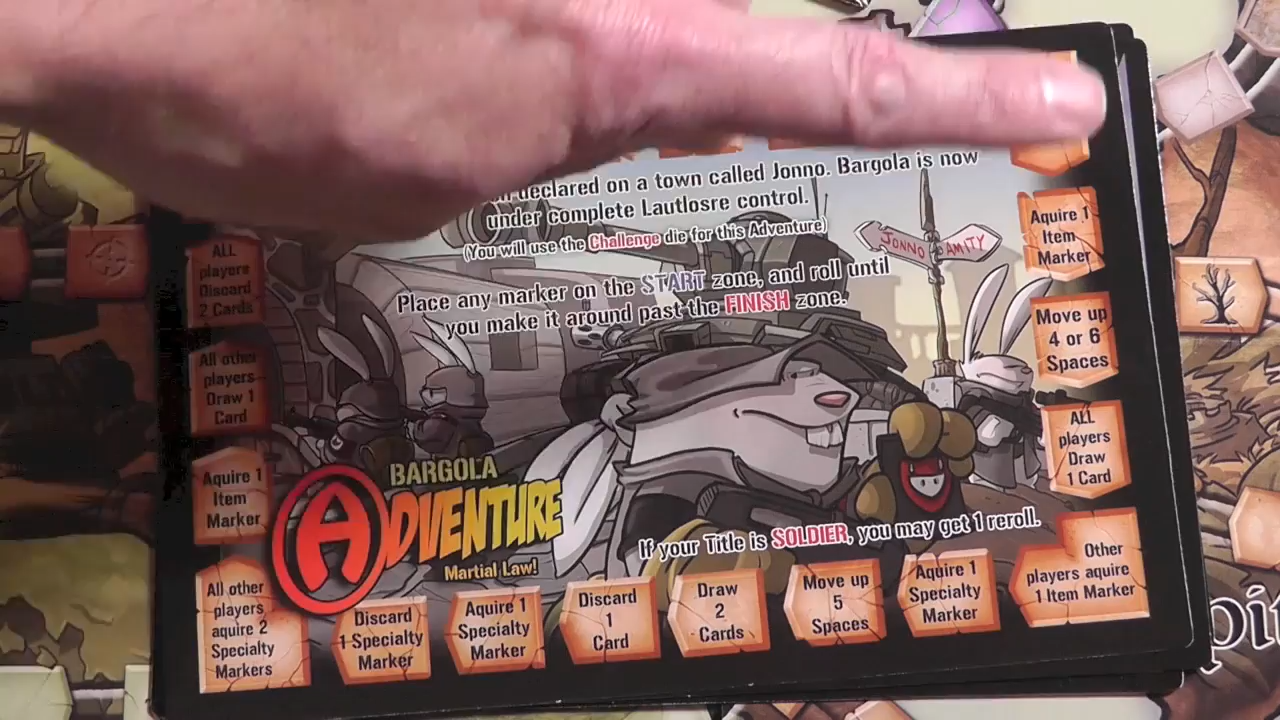 declared on a town called Jonno. Bargola is now
under complete Lautlosre control.
(You will use the Challenge die for this Adventure)
Place any marker on the START zone, and roll until
you make it around past the FINISH zone.
JONNO
AMITY
ALL
players
Discard
2 Cards
All other
players
Draw 1
Card
Aquire 1
Item
Marker
All other
players
aquire 2
Specialty
Markers
Aquire 1
Item
Marker
Move up
4 or 6
Spaces
ALL
players
Draw
1 Card
Other
players aquire
1 Item Marker
BARGOLA
ADVENTURE
Martial Law!
If your Title is SOLDIER, you may get 1 reroll.
Discard
1 Specialty
Marker
Aquire 1
Specialty
Marker
Discard
1
Card
Draw
2
Cards
Move up
5
Spaces
Aquire 1
Specialty
Marker